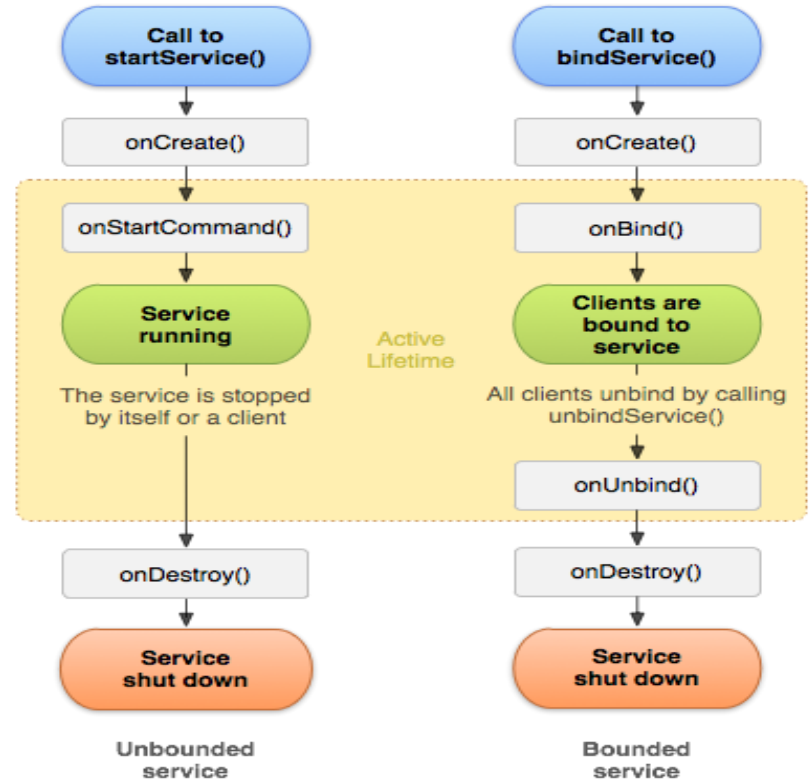 Call to
startService()
onCreate()
onStartCommand()
Service
running
The service is stopped
by itself or a client
onDestroy()
Service
shut down
Unbounded
service
Active
Lifetime
Call to
bindService()
onCreate()
onBind()
Clients are
bound to
service
All clients unbind by calling
unbindService()
onUnbind()
onDestroy()
Service
shut down
Bounded
service